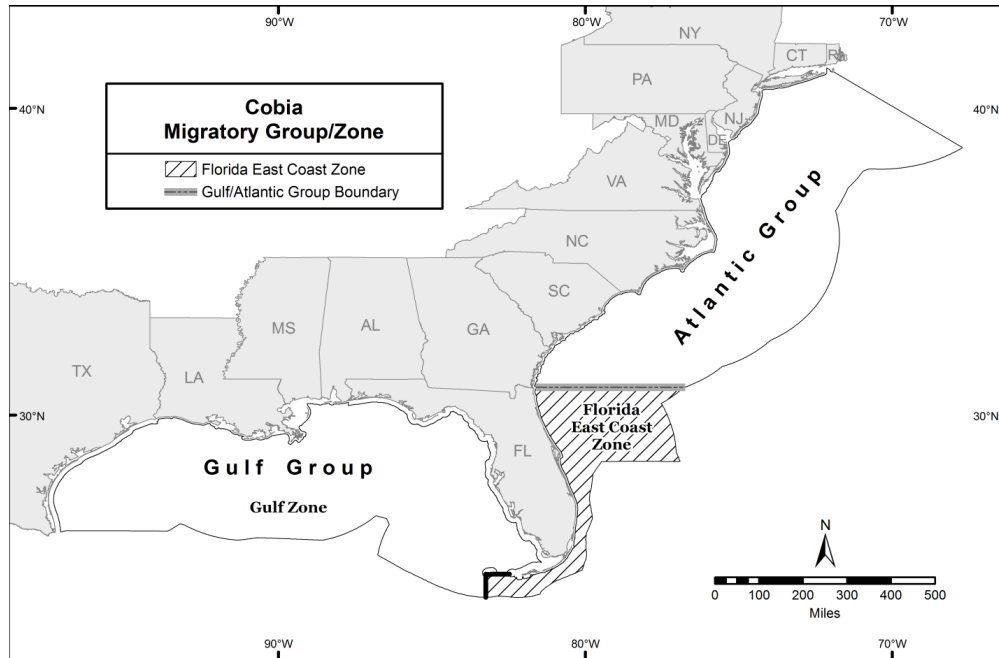 90°W
80°W
70°W
40°N
40°N
30°N
30°N
Cobia
Migratory Group/Zone
Florida East Coast Zone
Gulf/Atlantic Group Boundary
NY
CT
RI
PA
NJ
MD
DE
VA
NC
SC
MS
AL
GA
TX
LA
FL
Atlantic Group
Florida
East Coast
Zone
Gulf Group
Gulf Zone
N
0 100 200 300 400 500
Miles
90°W
80°W
70°W